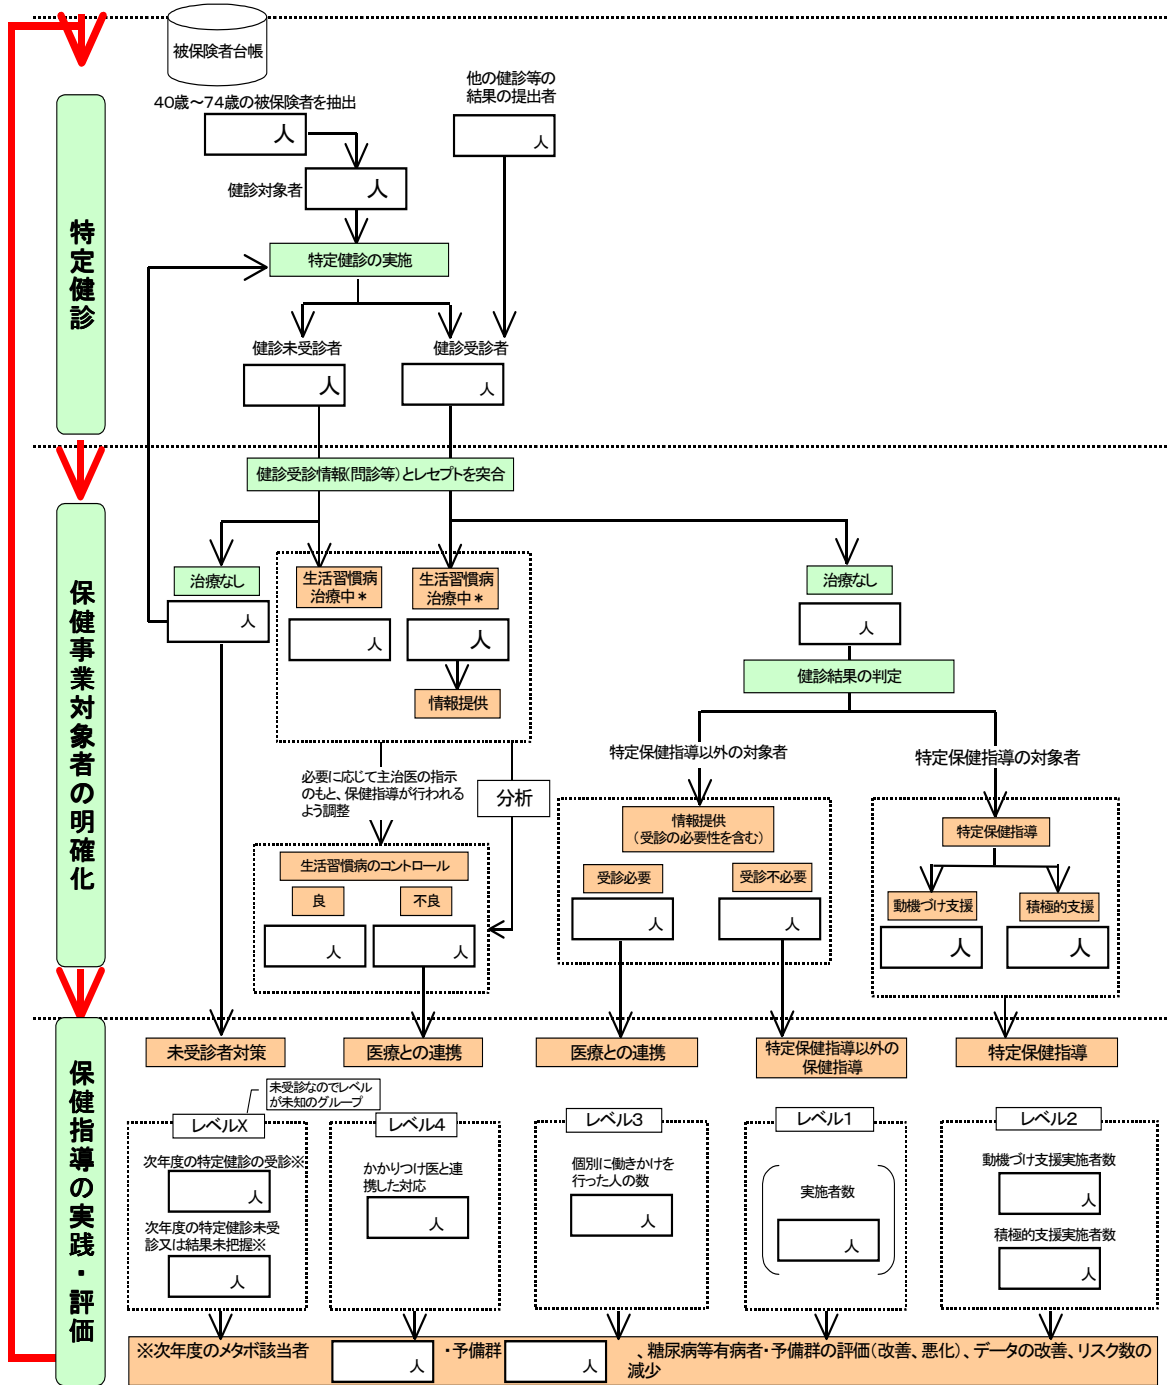 被保険者台帳
40歳～74歳の被保険者を抽出
人
他の健診等の
結果の提出者
人
健診対象者
人
特定健診
特定健診の実施
健診未受診者
人
健診受診者
人
健診受診情報(問診等)とレセプトを突合
保健事業対象者の明確化
治療なし
人
生活習慣病
治療中＊
人
生活習慣病
治療中＊
人
情報提供
治療なし
人
健診結果の判定
特定保健指導以外の対象者
特定保健指導の対象者
必要に応じて主治医の指示
のもと、保健指導が行われる
よう調整
分析
生活習慣病のコントロール
良
人
不良
人
情報提供
（受診の必要性を含む）
受診必要
人
受診不必要
人
特定保健指導
動機づけ支援
人
積極的支援
人
保健指導の実践・評価
未受診者対策
医療との連携
医療との連携
特定保健指導以外の
保健指導
特定保健指導
未受診なのでレベル
が未知のグループ
レベルX
次年度の特定健診の受診※
人
次年度の特定健診未受
診又は結果未把握※
人
レベル4
かかりつけ医と連
携した対応
人
レベル3
個別に働きかけを
行った人の数
人
レベル1
実施者数
人
レベル2
動機づけ支援実施者数
人
積極的支援実施者数
人
※次年度のメタボ該当者 人 ・予備群 人 、糖尿病等有病者・予備群の評価（改善、悪化）、データの改善、リスク数の
減少